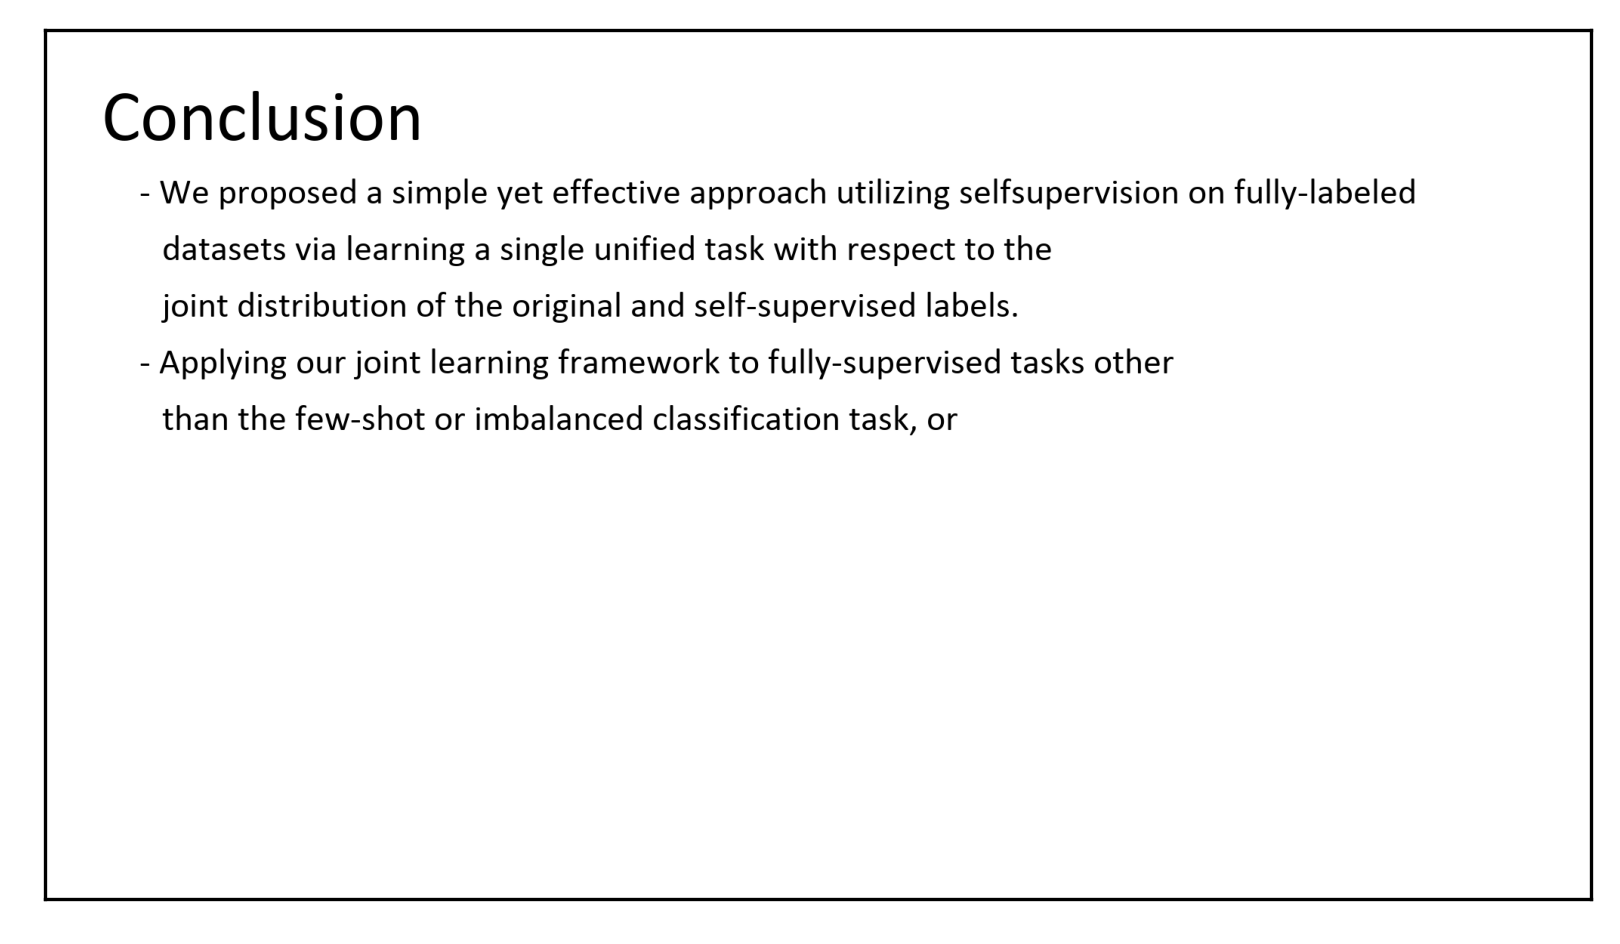 Conclusion
- We proposed a simple yet effective approach utilizing selfsupervision on fully-labeled
datasets via learning a single unified task with respect to the
joint distribution of the original and self-supervised labels.
- Applying our joint learning framework to fully-supervised tasks other
than the few-shot or imbalanced classification task, or